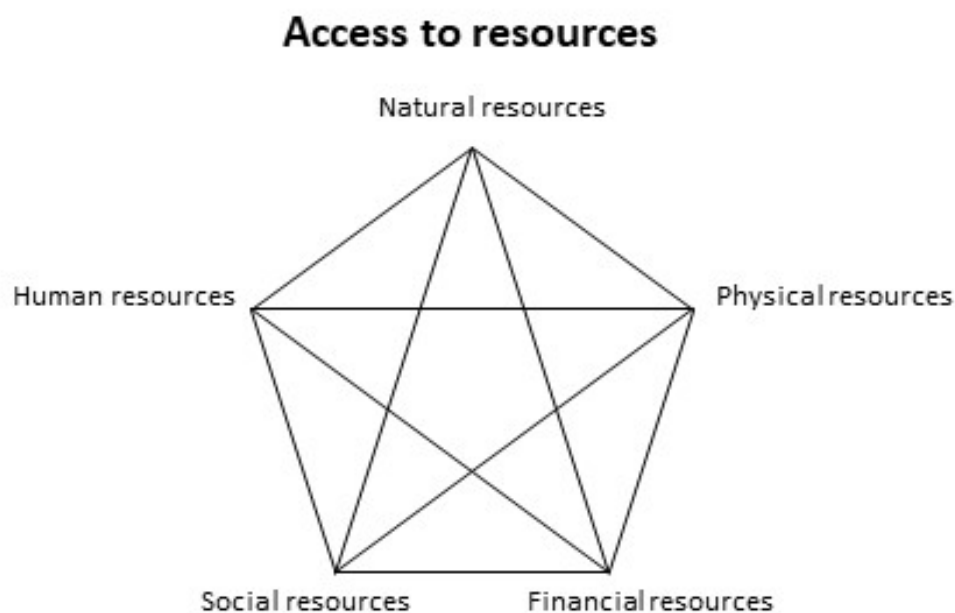 Access to resources
Natural resources
Human resources
Physical resources
Social resources
Financial resources